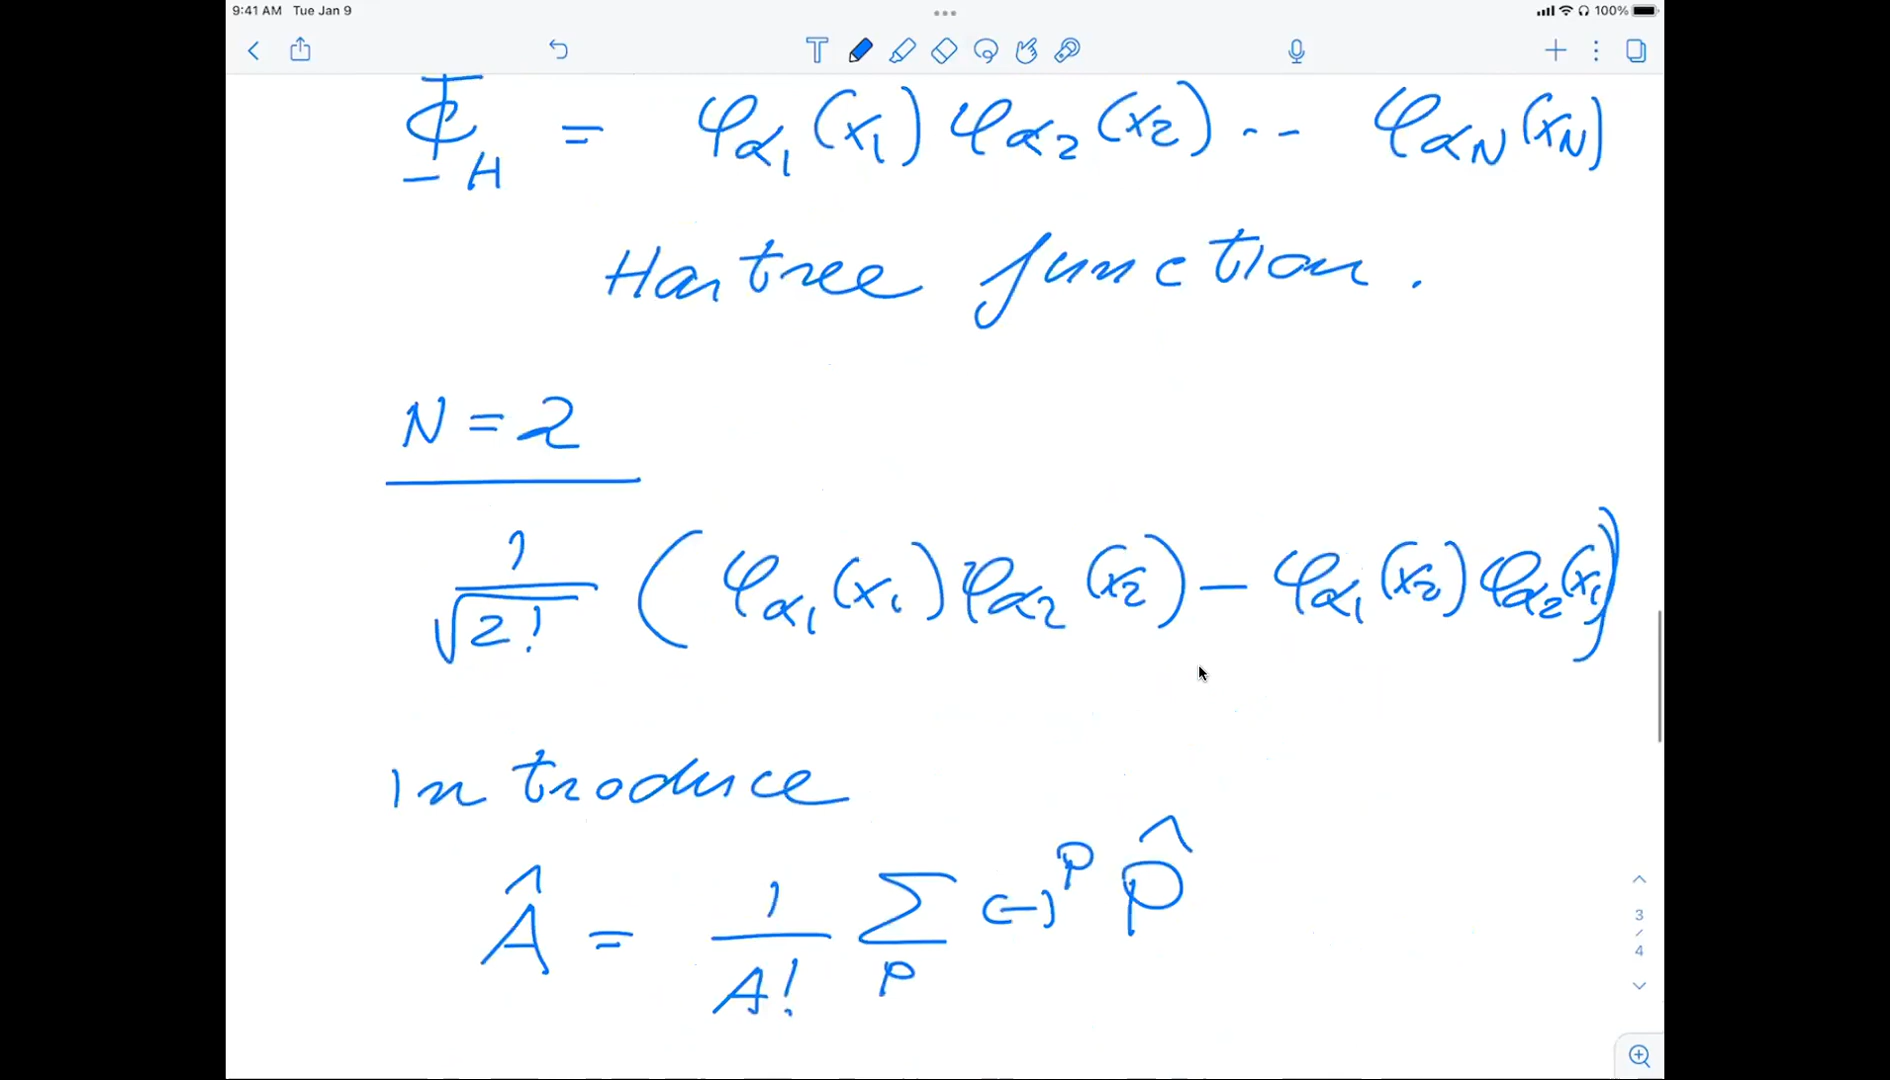 9:41 AM Tue Jan 9
100%
Φ_H = φ_α₁(x₁) φ_α₂(x₂) -- φ_αN(x_N)
Hartree function.
N = 2
1/√2! ( φ_α₁(x₁) φ_α₂(x₂) − φ_α₁(x₂) φ_α₂(x₁) )
Introduce
Â = 1/A! Σ_P (−)^P P̂
3
/
4